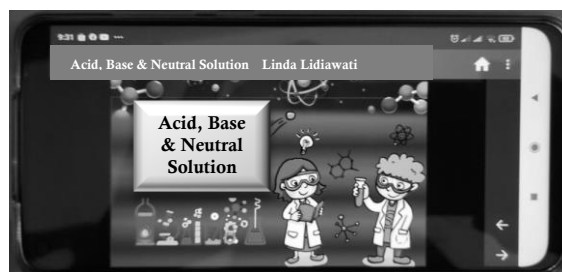 9:31
Acid, Base & Neutral Solution Linda Lidiawati
Acid, Base
& Neutral
Solution